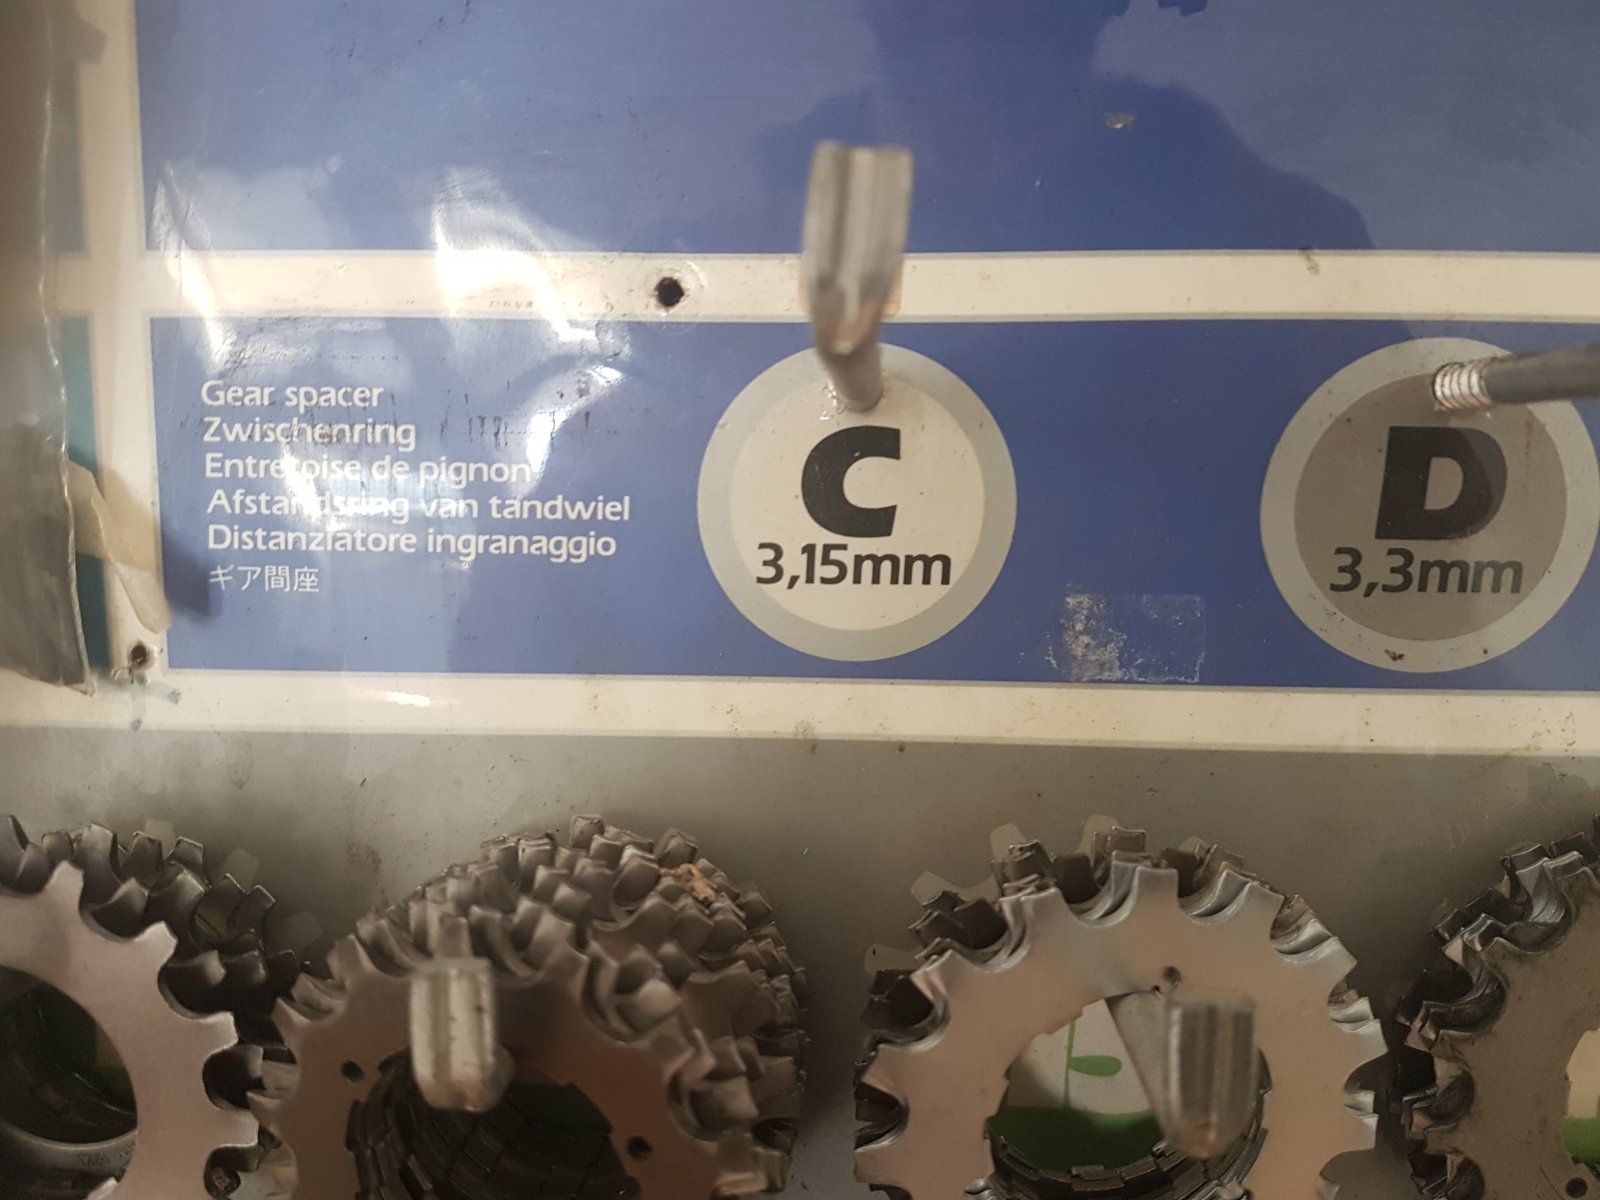 Gear spacer
Zwischenring
Entretoise de pignon
Afstandsring van tandwiel
Distanziatore ingranaggio
ギア間座
C
3,15mm
D
3,3mm